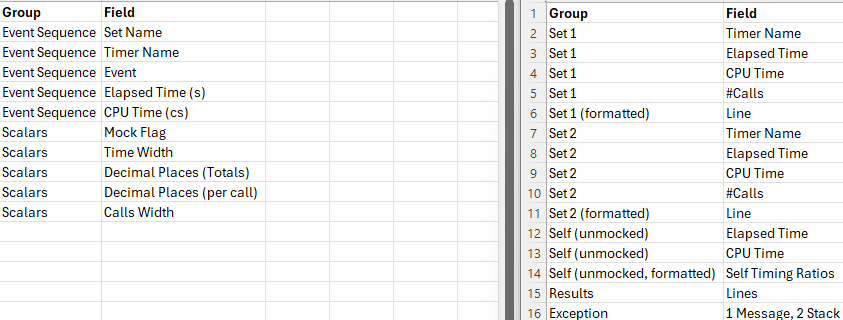 Group Field
Event Sequence Set Name
Event Sequence Timer Name
Event Sequence Event
Event Sequence Elapsed Time (s)
Event Sequence CPU Time (cs)
Scalars Mock Flag
Scalars Time Width
Scalars Decimal Places (Totals)
Scalars Decimal Places (per call)
Scalars Calls Width
1 Group Field
2 Set 1 Timer Name
3 Set 1 Elapsed Time
4 Set 1 CPU Time
5 Set 1 #Calls
6 Set 1 (formatted) Line
7 Set 2 Timer Name
8 Set 2 Elapsed Time
9 Set 2 CPU Time
10 Set 2 #Calls
11 Set 2 (formatted) Line
12 Self (unmocked) Elapsed Time
13 Self (unmocked) CPU Time
14 Self (unmocked, formatted) Self Timing Ratios
15 Results Lines
16 Exception 1 Message, 2 Stack